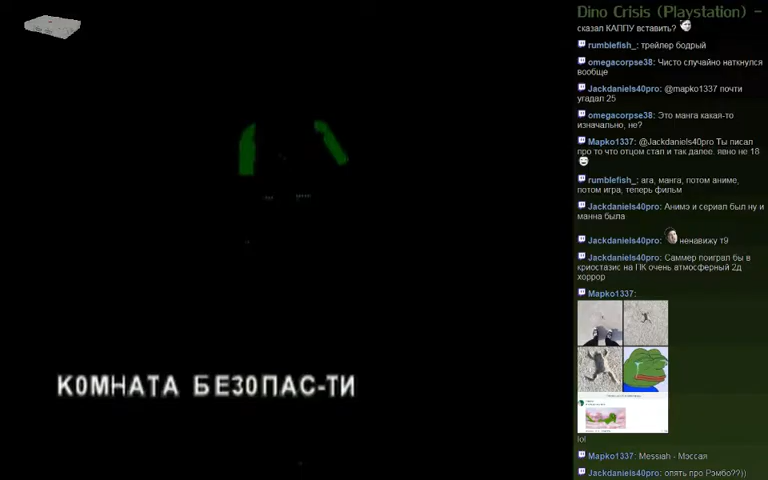 Dino Crisis (Playstation) -
сказал КАППУ вставить?
rumblefish_: трейлер бодрый
omegacorpse38: Чисто случайно наткнулся
вообще
Jackdaniels40pro: @mapko1337 почти
угадал 25
omegacorpse38: Это манга какая-то
изначально, не?
Mapko1337: @Jackdaniels40pro Ты писал
про то что отцом стал и так далее. явно не 18
rumblefish_: ага, манга, потом аниме,
потом игра, теперь фильм
Jackdaniels40pro: Анимэ и сериал был ну и
манна была
Jackdaniels40pro: ненавижу т9
Jackdaniels40pro: Саммер поиграл бы в
криостазис на ПК очень атмосферный 2д
хоррор
Mapko1337:
lol
Mapko1337: Messiah - Мэссая
Jackdaniels40pro: опять про Рэмбо??))
К0МНАТА БЕЗ0ПАС-ТИ